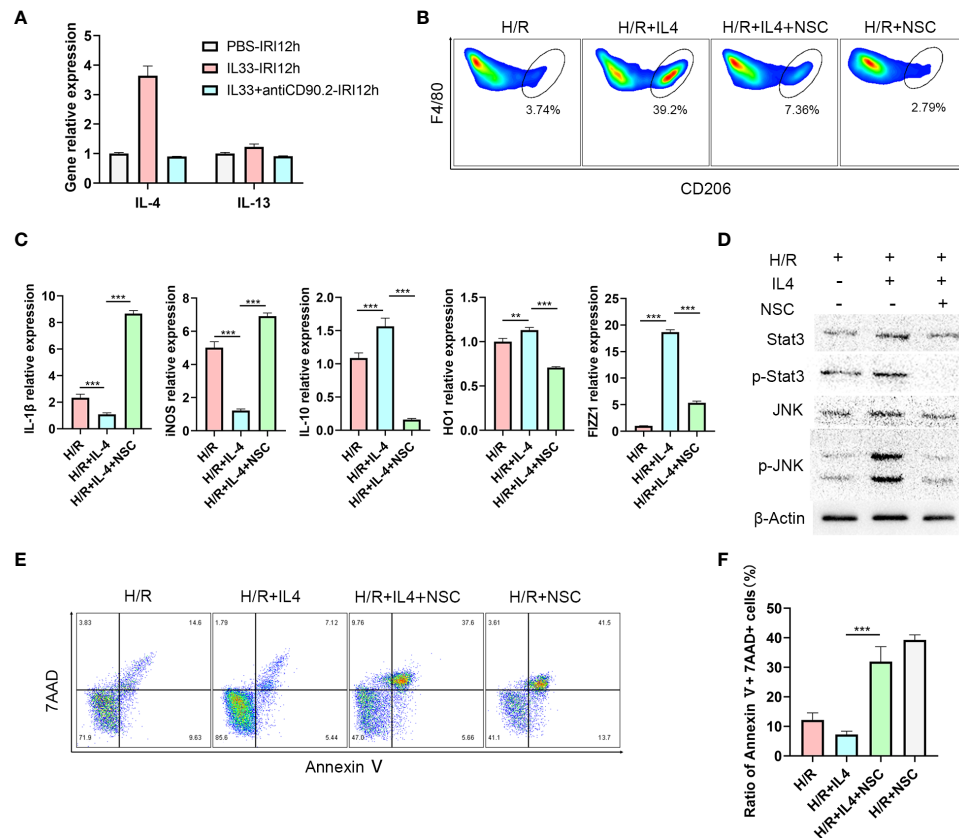 A
Gene relative expression
5
4
3
2
1
0
IL-4
IL-13
PBS-IRI12h
IL33-IRI12h
IL33+antiCD90.2-IRI12h
B
H/R
H/R+IL4
H/R+IL4+NSC
H/R+NSC
F4/80
3.74%
39.2%
7.36%
2.79%
CD206
C
IL-1β relative expression
10
8
6
4
2
0
***
***
H/R
H/R+IL-4
H/R+IL-4+NSC
iNOS relative expression
8
6
4
2
0
***
***
H/R
H/R+IL-4
H/R+IL-4+NSC
IL-10 relative expression
2.0
1.5
1.0
0.5
0.0
***
***
H/R
H/R+IL-4
H/R+IL-4+NSC
HO1 relative expression
1.5
1.0
0.5
0.0
**
***
H/R
H/R+IL-4
H/R+IL-4+NSC
FIZZ1 relative expression
25
20
15
10
5
0
***
***
H/R
H/R+IL-4
H/R+IL-4+NSC
D
H/R + + +
IL4 - + +
NSC - - +
Stat3
p-Stat3
JNK
p-JNK
β-Actin
E
H/R
H/R+IL4
H/R+IL4+NSC
H/R+NSC
7AAD
3.83 14.6
71.9 9.63
1.79 7.12
85.6 5.44
9.76 37.6
47.0 5.66
3.61 41.5
41.1 13.7
Annexin V
F
Ratio of Annexin V + 7AAD+ cells(%)
50
40
30
20
10
0
***
H/R
H/R+IL4
H/R+IL4+NSC
H/R+NSC